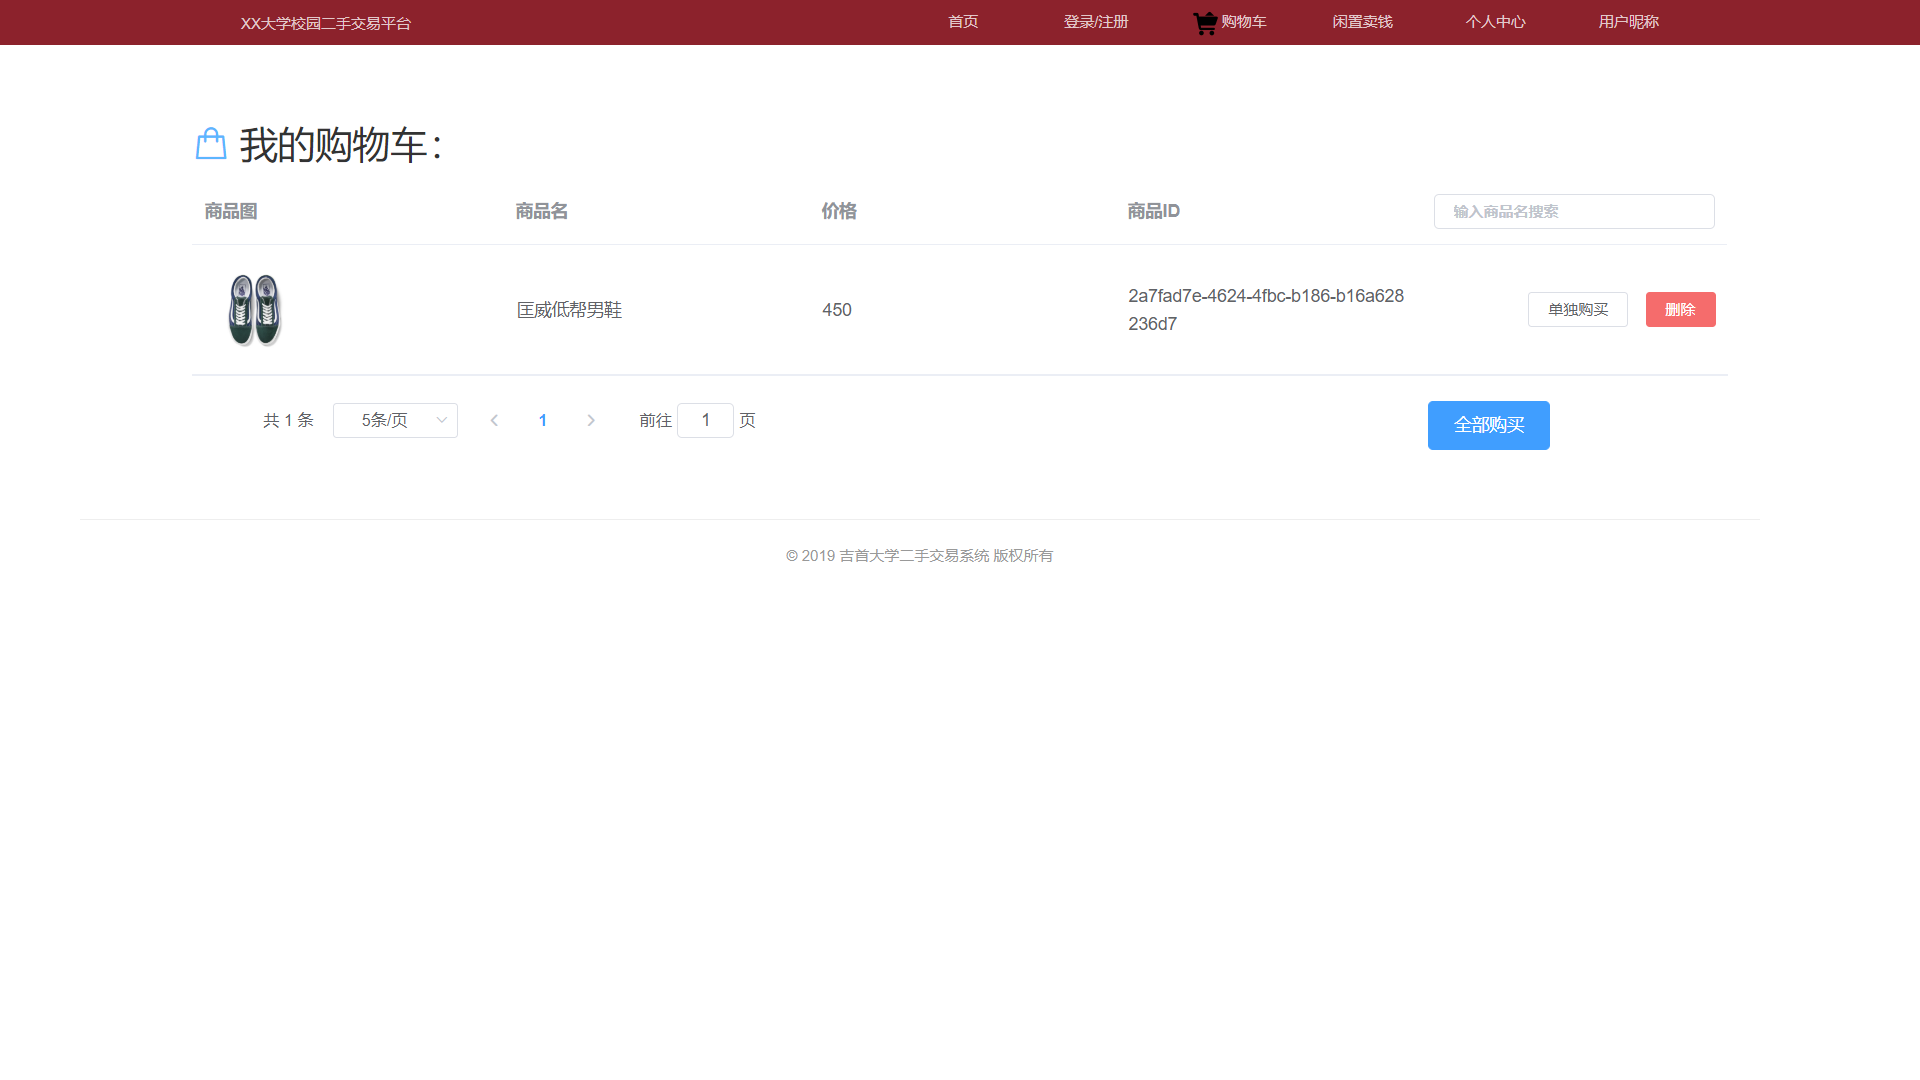 XX大学校园二手交易平台 首页 登录/注册 购物车 闲置卖钱 个人中心 用户昵称
我的购物车：
商品图 商品名 价格 商品ID 输入商品名搜索
匡威低帮男鞋 450 2a7fad7e-4624-4fbc-b186-b16a628
236d7 单独购买 删除
共 1 条 5条/页 1 前往 1 页 全部购买
© 2019 吉首大学二手交易系统 版权所有